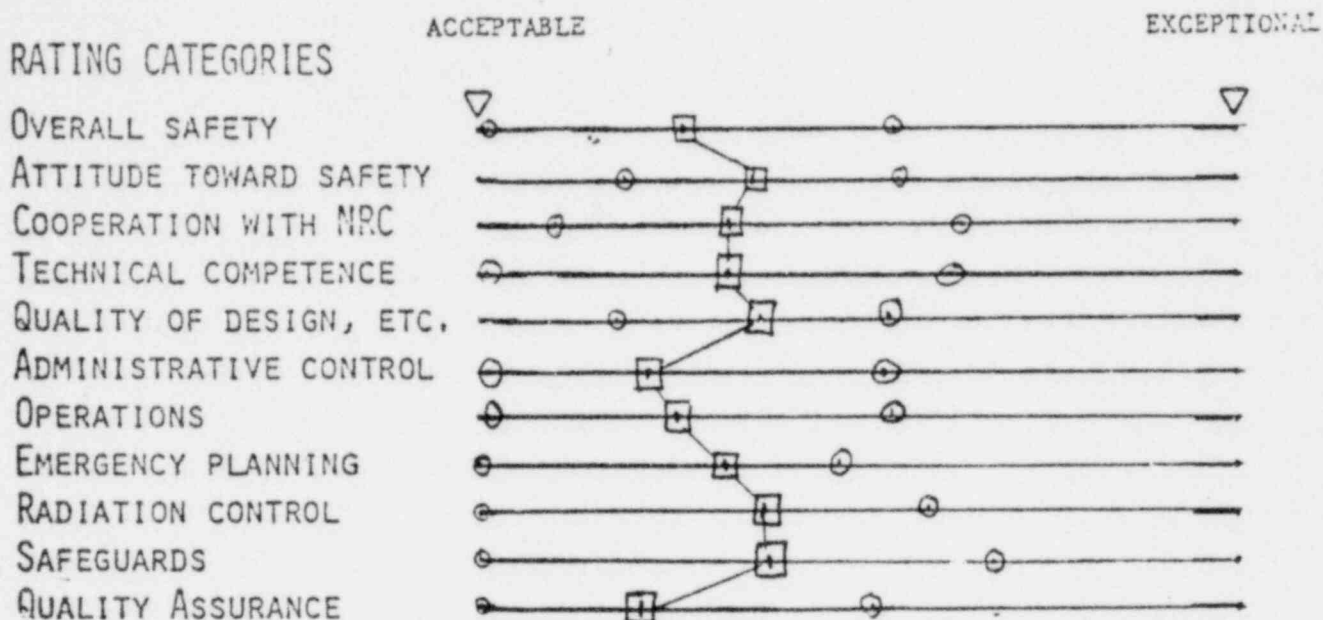 ACCEPTABLE EXCEPTIONAL
RATING CATEGORIES
OVERALL SAFETY
ATTITUDE TOWARD SAFETY
COOPERATION WITH NRC
TECHNICAL COMPETENCE
QUALITY OF DESIGN, ETC.
ADMINISTRATIVE CONTROL
OPERATIONS
EMERGENCY PLANNING
RADIATION CONTROL
SAFEGUARDS
QUALITY ASSURANCE